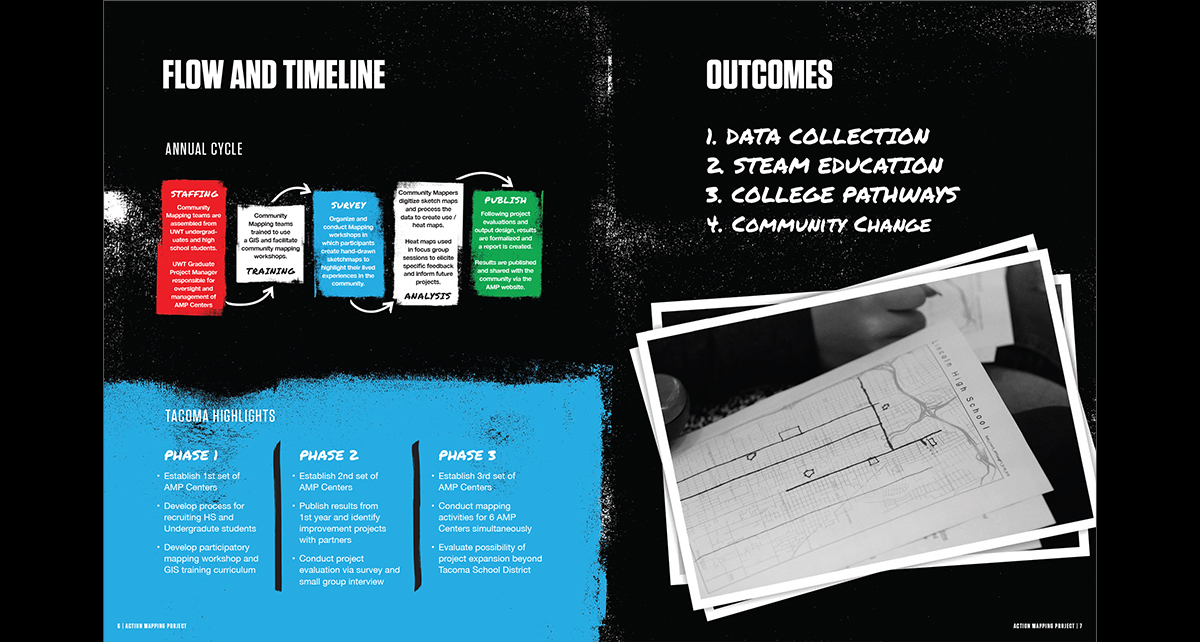 FLOW AND TIMELINE
ANNUAL CYCLE
STAFFING
Community
Mapping teams are
assembled from
UWT undergrad-
uates and high
school students.
UWT Graduate
Project Manager
responsible for
oversight and
management of
AMP Centers
Community
Mapping teams
trained to use
a GIS and facilitate
community mapping
workshops.
TRAINING
SURVEY
Organize and
conduct Mapping
workshops in
which participants
create hand-drawn
sketchmaps to
highlight their lived
experiences in the
community.
Community Mappers
digitize sketch maps
and process the
data to create use /
heat maps.
Heat maps used
in focus group
sessions to elicite
specific feedback
and inform future
projects.
ANALYSIS
PUBLISH
Following project
evaluations and
output design, results
are formalized and
a report is created.
Results are published
and shared with the
community via the
AMP website.
TACOMA HIGHLIGHTS
PHASE 1
• Establish 1st set of
AMP Centers
• Develop process for
recruiting HS and
Undergraduate students
• Develop participatory
mapping workshop and
GIS training curriculum
PHASE 2
• Establish 2nd set of
AMP Centers
• Publish results from
1st year and identify
improvement projects
with partners
• Conduct project
evaluation via survey and
small group interview
PHASE 3
• Establish 3rd set of
AMP Centers
• Conduct mapping
activities for 6 AMP
Centers simultaneously
• Evaluate possibility of
project expansion beyond
Tacoma School District
6 | ACTION MAPPING PROJECT
OUTCOMES
1. DATA COLLECTION
2. STEAM EDUCATION
3. COLLEGE PATHWAYS
4. COMMUNITY CHANGE
Lincoln High School
ACTION MAPPING PROJECT | 7